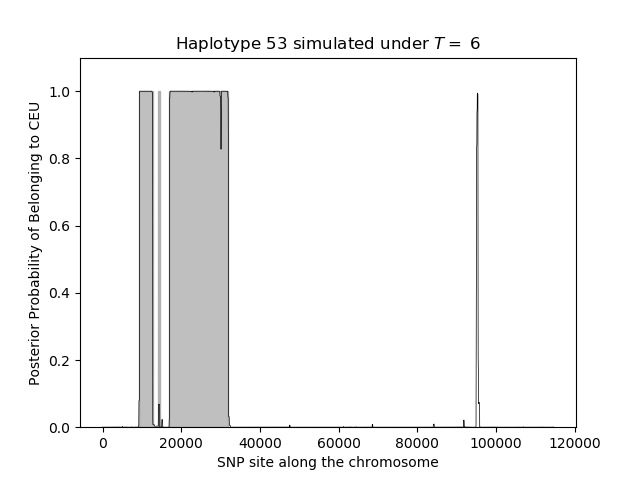 Haplotype 53 simulated under T = 6
Posterior Probability of Belonging to CEU
1.0
0.8
0.6
0.4
0.2
0.0
0 20000 40000 60000 80000 100000 120000
SNP site along the chromosome